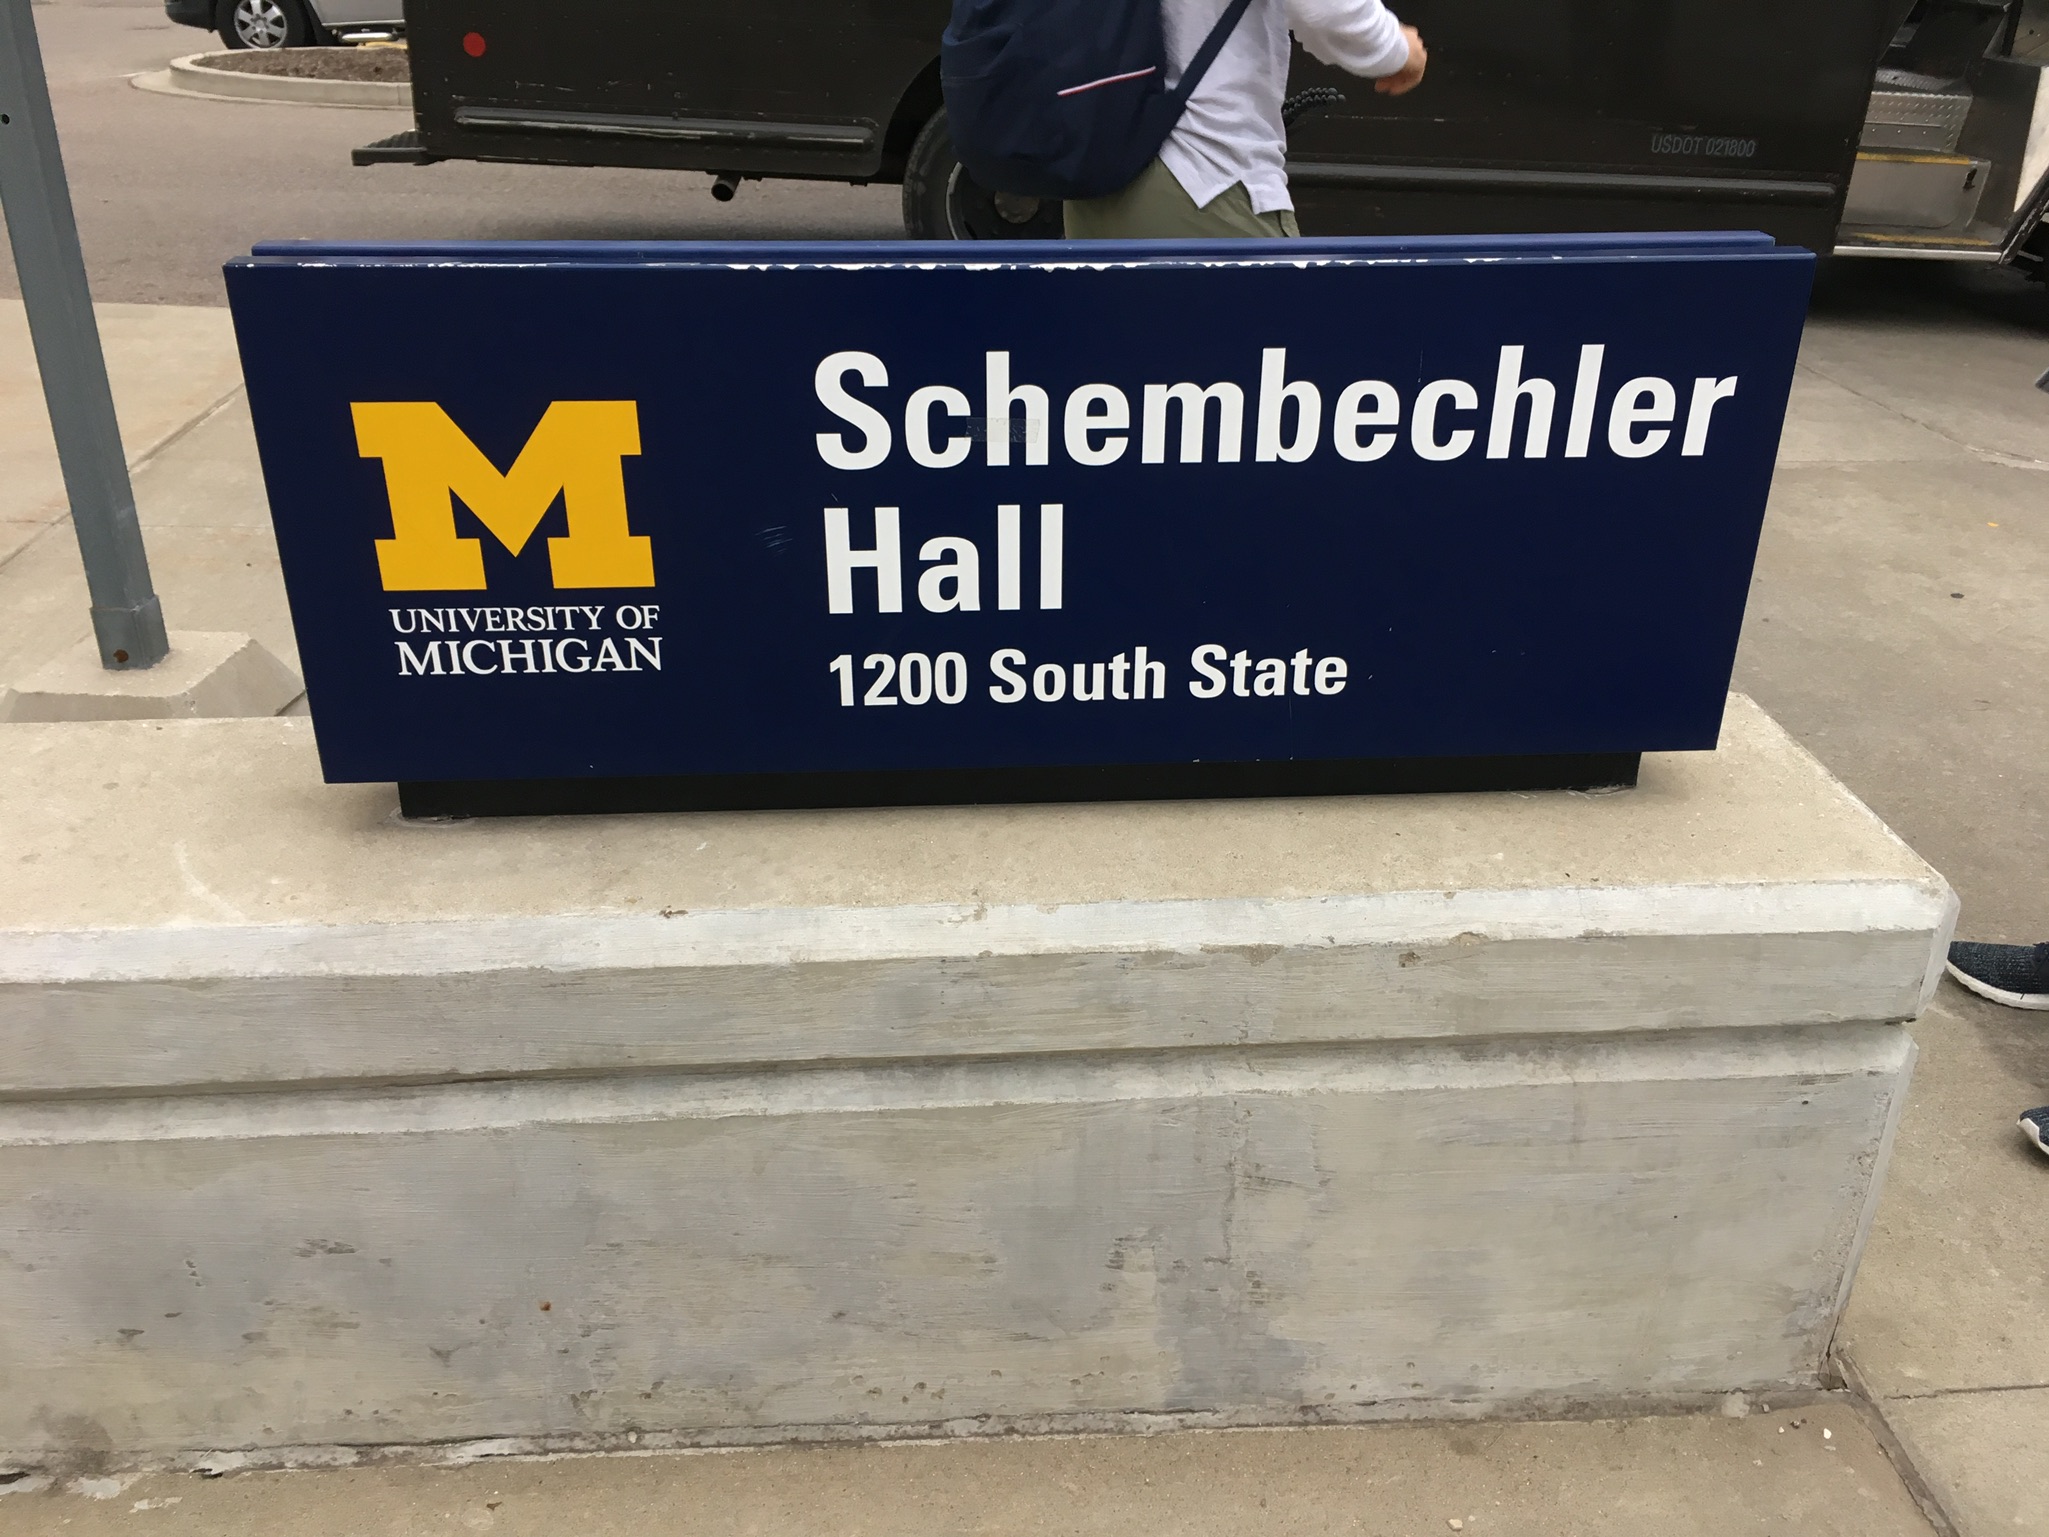 USDOT 021800
M
UNIVERSITY OF
MICHIGAN
Schembechler
Hall
1200 South State